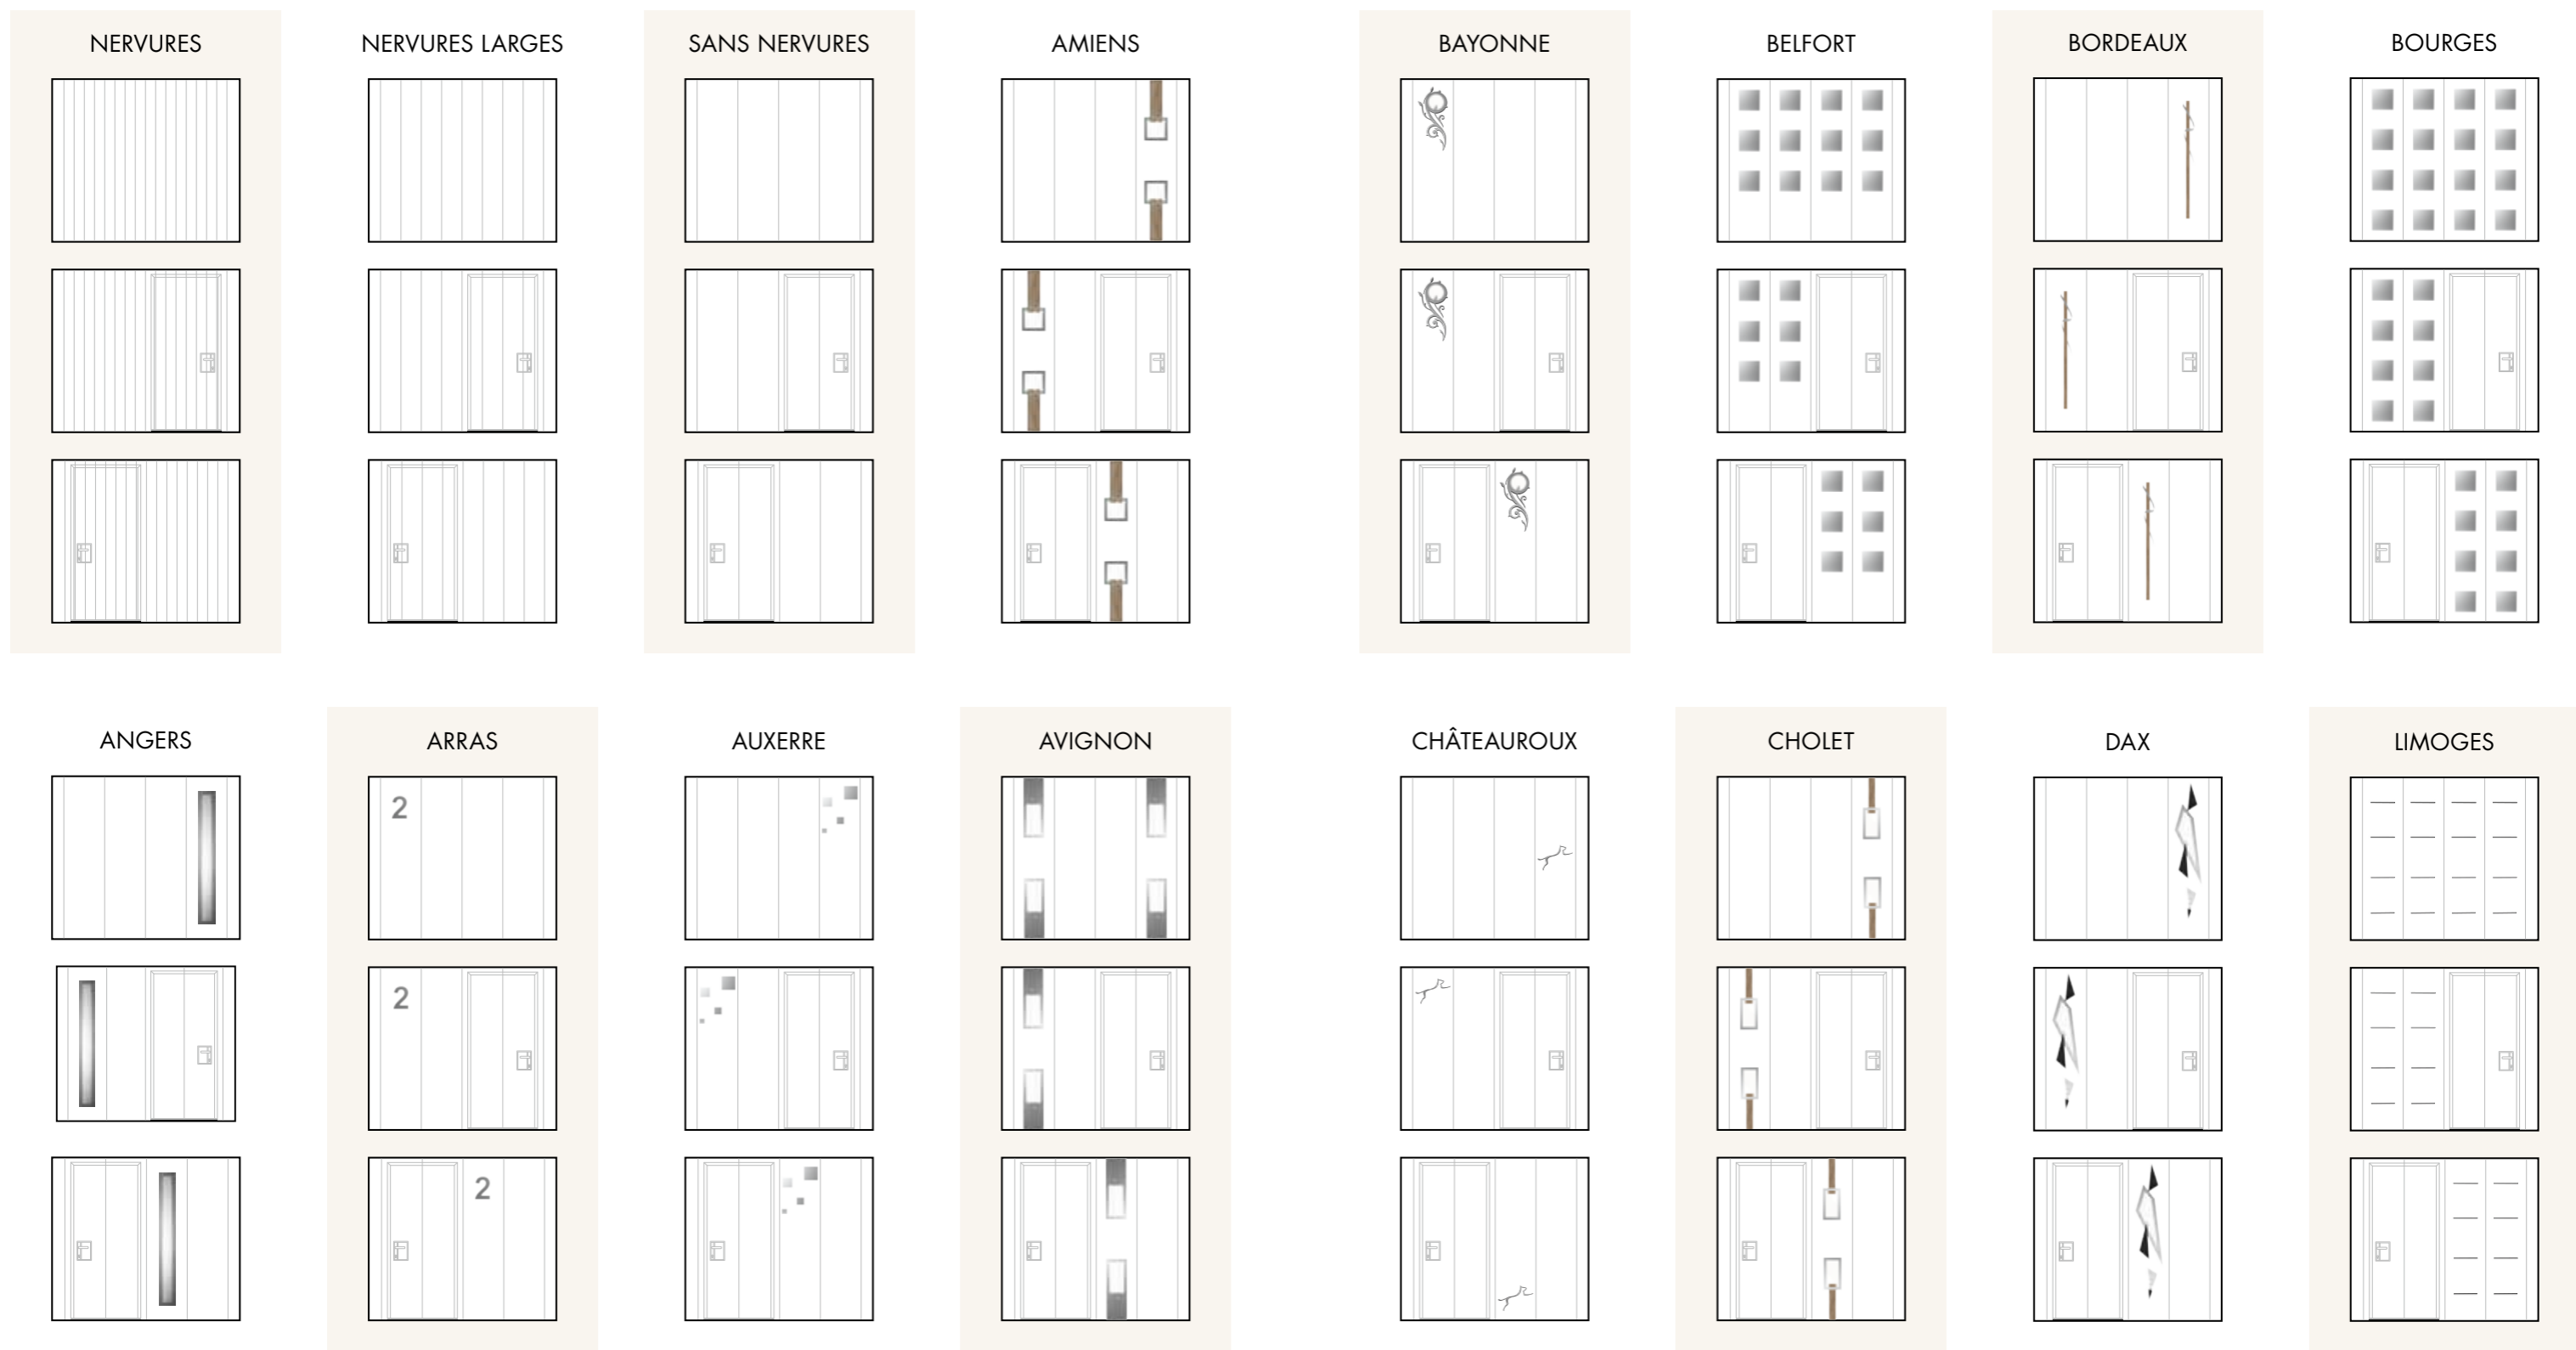 NERVURES
NERVURES LARGES
SANS NERVURES
AMIENS
BAYONNE
BELFORT
BORDEAUX
BOURGES
ANGERS
ARRAS
2
2
2
AUXERRE
AVIGNON
CHÂTEAUROUX
CHOLET
DAX
LIMOGES